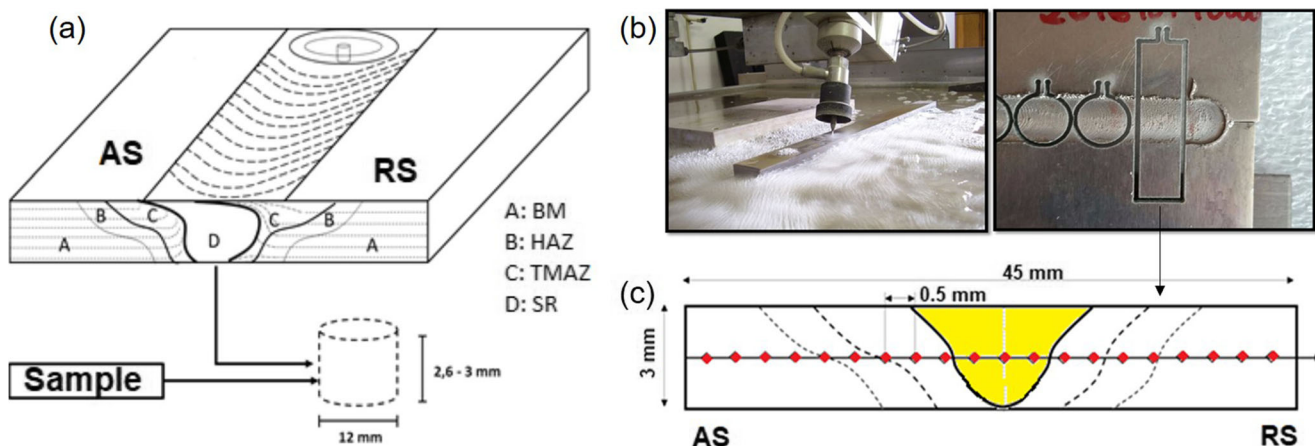 (a)
AS
RS
B
C
C
B
A
D
A
A: BM
B: HAZ
C: TMAZ
D: SR
Sample
2,6 - 3 mm
12 mm
(b)
(c)
45 mm
0.5 mm
3 mm
AS
RS